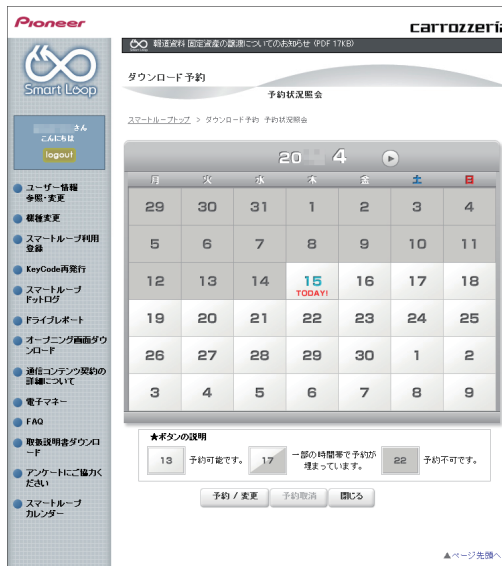 Pioneer
carrozzeria
報道資料 固定資産の譲渡についてのお知らせ (PDF 17KB)
Smart Loop
ダウンロード予約
予約状況照会
スマートループトップ > ダウンロード予約 予約状況照会
さん
こんにちは
logout
ユーザー情報
参照・変更
機種変更
スマートループ利用
登録
KeyCode再発行
スマートループ
ドットログ
ドライブレポート
オープニング画面ダウ
ンロード
通信コンテンツ契約の
詳細について
電子マネー
FAQ
取扱説明書ダウンロ
ード
アンケートにご協力く
ださい
スマートループ
カレンダー
20 4
月 火 水 木 金 土 日
29 30 31 1 2 3 4
5 6 7 8 9 10 11
12 13 14 15 16 17 18
TODAY!
19 20 21 22 23 24 25
26 27 28 29 30 1 2
3 4 5 6 7 8 9
★ボタンの説明
13 予約可能です。 17 一部の時間帯で予約が
埋まっています。 22 予約不可です。
予約 / 変更 予約取消 閉じる
▲ページ先頭へ